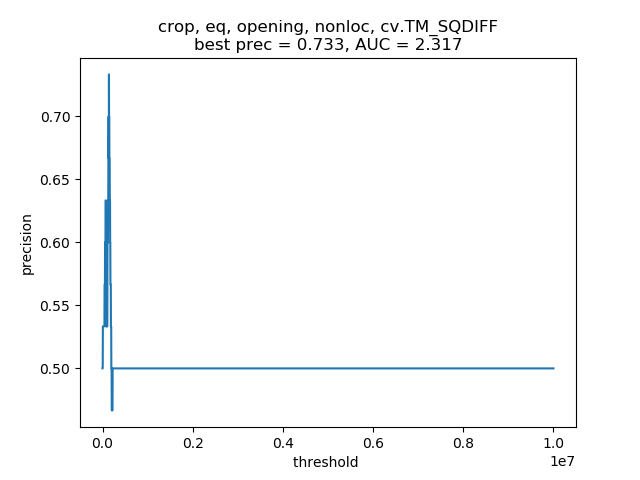 crop, eq, opening, nonloc, cv.TM_SQDIFF
best prec = 0.733, AUC = 2.317
0.70
0.65
0.60
0.55
0.50
precision
0.0 0.2 0.4 0.6 0.8 1.0
1e7
threshold